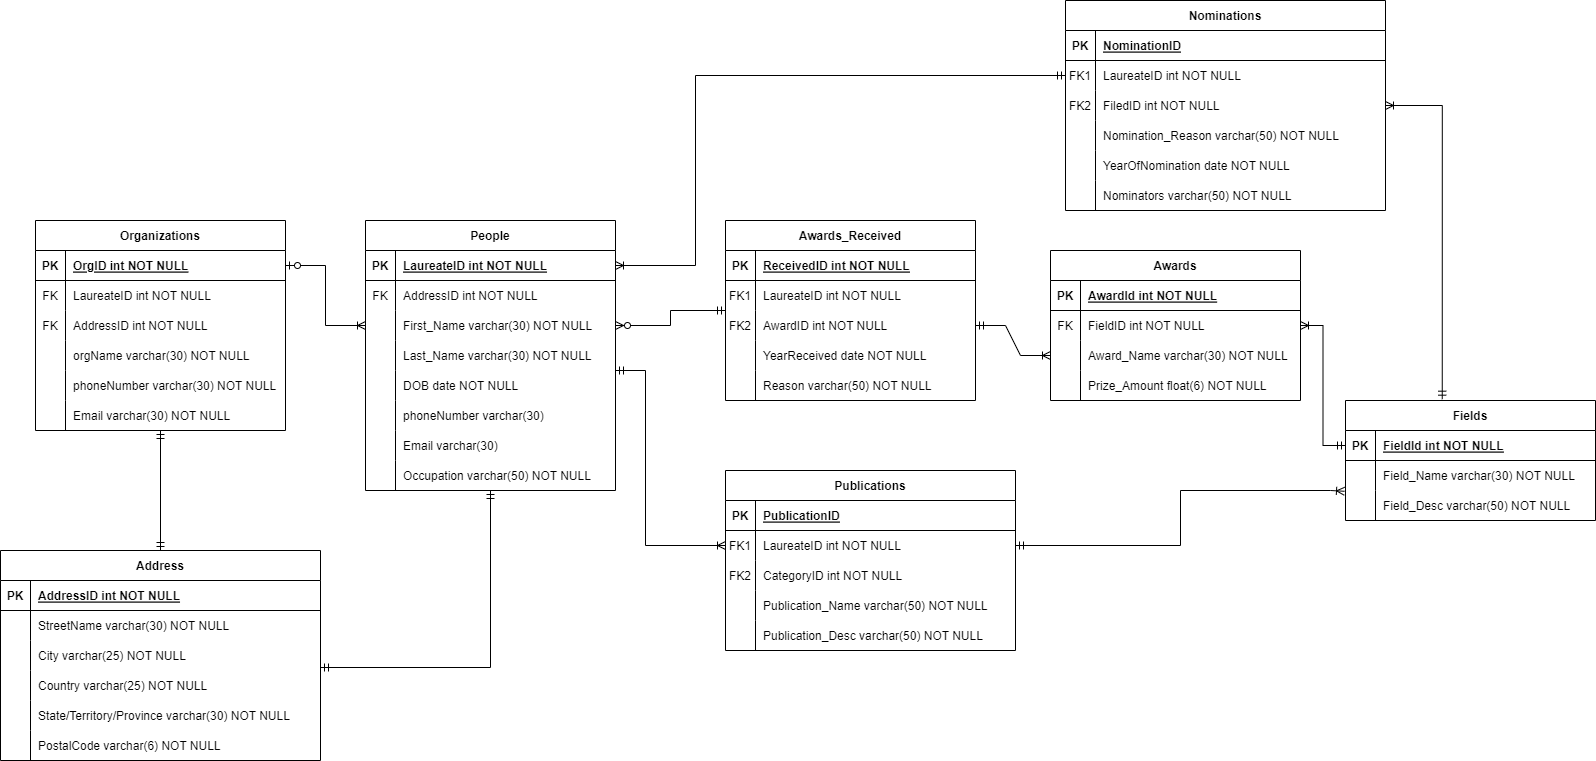 Nominations
PK NominationID
FK1 LaureateID int NOT NULL
FK2 FiledID int NOT NULL
Nomination_Reason varchar(50) NOT NULL
YearOfNomination date NOT NULL
Nominators varchar(50) NOT NULL
Organizations
PK OrgID int NOT NULL
FK LaureateID int NOT NULL
FK AddressID int NOT NULL
orgName varchar(30) NOT NULL
phoneNumber varchar(30) NOT NULL
Email varchar(30) NOT NULL
People
PK LaureateID int NOT NULL
FK AddressID int NOT NULL
First_Name varchar(30) NOT NULL
Last_Name varchar(30) NOT NULL
DOB date NOT NULL
phoneNumber varchar(30)
Email varchar(30)
Occupation varchar(50) NOT NULL
Awards_Received
PK ReceivedID int NOT NULL
FK1 LaureateID int NOT NULL
FK2 AwardID int NOT NULL
YearReceived date NOT NULL
Reason varchar(50) NOT NULL
Awards
PK AwardId int NOT NULL
FK FieldID int NOT NULL
Award_Name varchar(30) NOT NULL
Prize_Amount float(6) NOT NULL
Fields
PK FieldId int NOT NULL
Field_Name varchar(30) NOT NULL
Field_Desc varchar(50) NOT NULL
Publications
PK PublicationID
FK1 LaureateID int NOT NULL
FK2 CategoryID int NOT NULL
Publication_Name varchar(50) NOT NULL
Publication_Desc varchar(50) NOT NULL
Address
PK AddressID int NOT NULL
StreetName varchar(30) NOT NULL
City varchar(25) NOT NULL
Country varchar(25) NOT NULL
State/Territory/Province varchar(30) NOT NULL
PostalCode varchar(6) NOT NULL